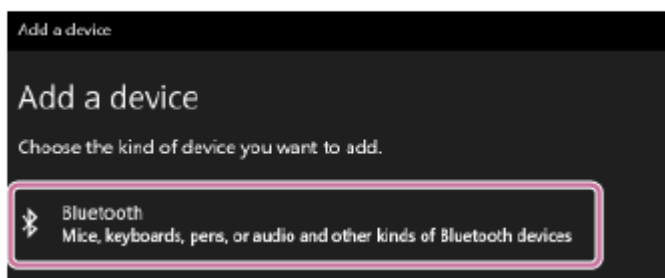 Add a device
Add a device
Choose the kind of device you want to add.
Bluetooth
Mice, keyboards, pens, or audio and other kinds of Bluetooth devices